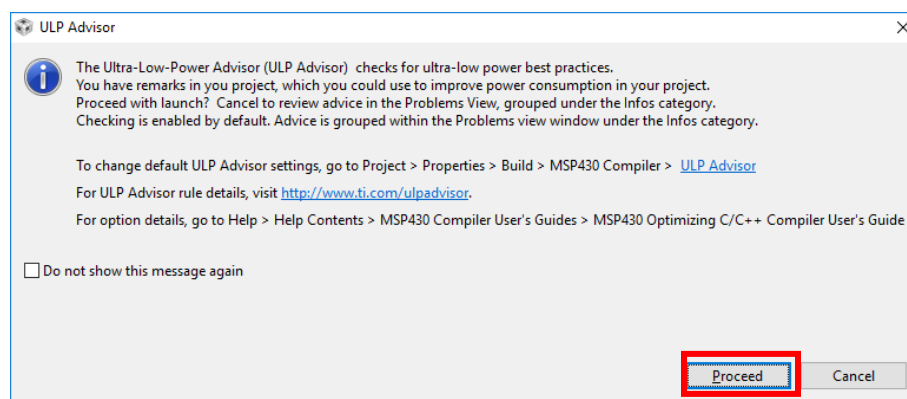 ULP Advisor
The Ultra-Low-Power Advisor (ULP Advisor) checks for ultra-low power best practices.
You have remarks in you project, which you could use to improve power consumption in your project.
Proceed with launch? Cancel to review advice in the Problems View, grouped under the Infos category.
Checking is enabled by default. Advice is grouped within the Problems view window under the Infos category.
To change default ULP Advisor settings, go to Project > Properties > Build > MSP430 Compiler > ULP Advisor
For ULP Advisor rule details, visit http://www.ti.com/ulpadvisor.
For option details, go to Help > Help Contents > MSP430 Compiler User's Guides > MSP430 Optimizing C/C++ Compiler User's Guide
Do not show this message again
Proceed Cancel